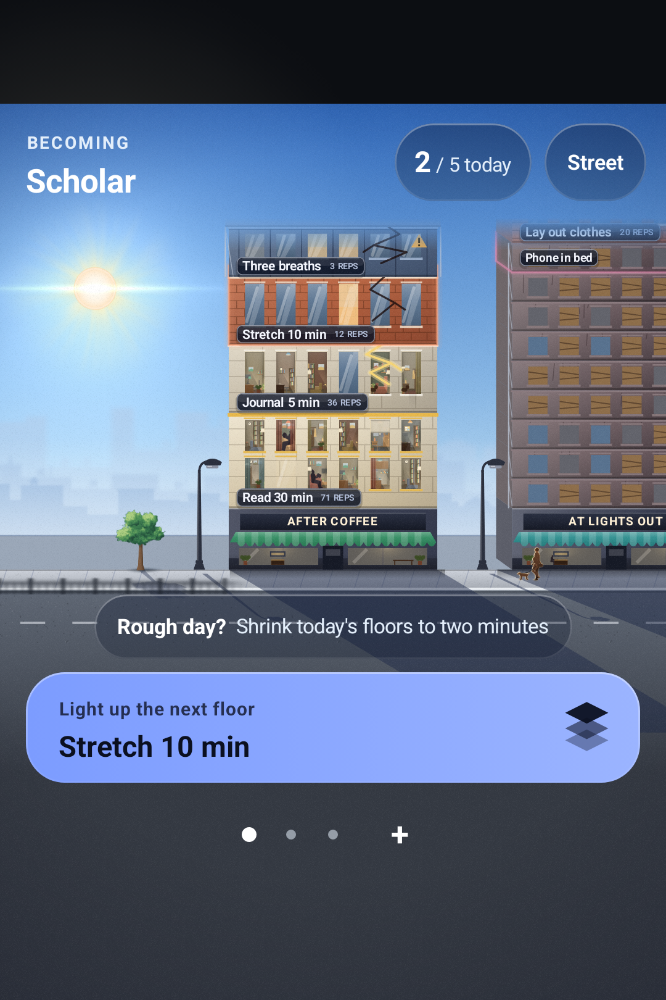 BECOMING
Scholar
2 / 5 today
Street
Lay out clothes 20 REPS
Phone in bed
Three breaths 3 REPS
Stretch 10 min 12 REPS
Journal 5 min 36 REPS
Read 30 min 71 REPS
AFTER COFFEE
AT LIGHTS OUT
Rough day? Shrink today's floors to two minutes
Light up the next floor
Stretch 10 min
+